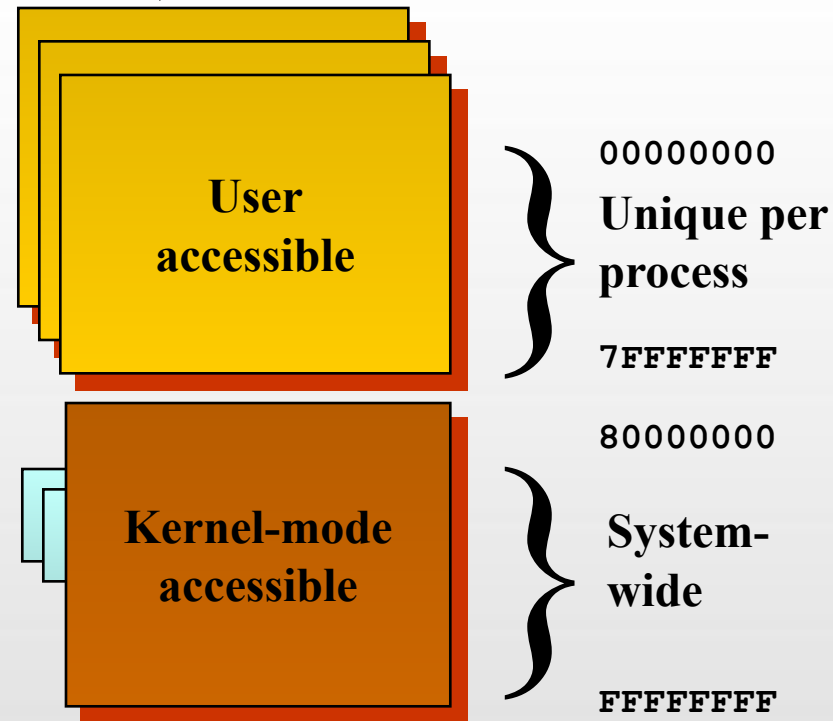 User
accessible
00000000
Unique per
process
7FFFFFFF
Kernel-mode
accessible
80000000
System-
wide
FFFFFFFF